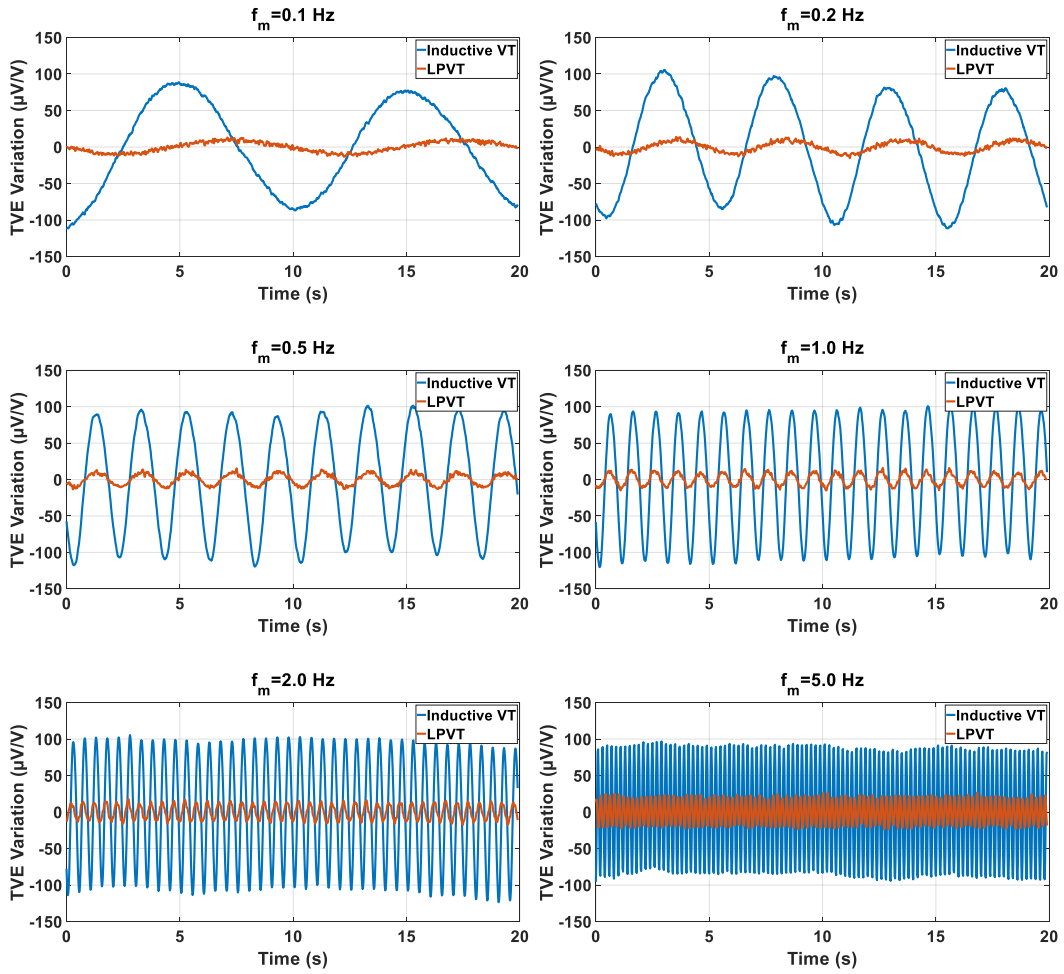 f_m=0.1 Hz
TVE Variation (µV/V)
150
100
50
0
-50
-100
-150
Inductive VT
LPVT
0 5 10 15 20
Time (s)
f_m=0.2 Hz
TVE Variation (µV/V)
150
100
50
0
-50
-100
-150
Inductive VT
LPVT
0 5 10 15 20
Time (s)
f_m=0.5 Hz
TVE Variation (µV/V)
150
100
50
0
-50
-100
-150
Inductive VT
LPVT
0 5 10 15 20
Time (s)
f_m=1.0 Hz
TVE Variation (µV/V)
150
100
50
0
-50
-100
-150
Inductive VT
LPVT
0 5 10 15 20
Time (s)
f_m=2.0 Hz
TVE Variation (µV/V)
150
100
50
0
-50
-100
-150
Inductive VT
LPVT
0 5 10 15 20
Time (s)
f_m=5.0 Hz
TVE Variation (µV/V)
150
100
50
0
-50
-100
-150
Inductive VT
LPVT
0 5 10 15 20
Time (s)